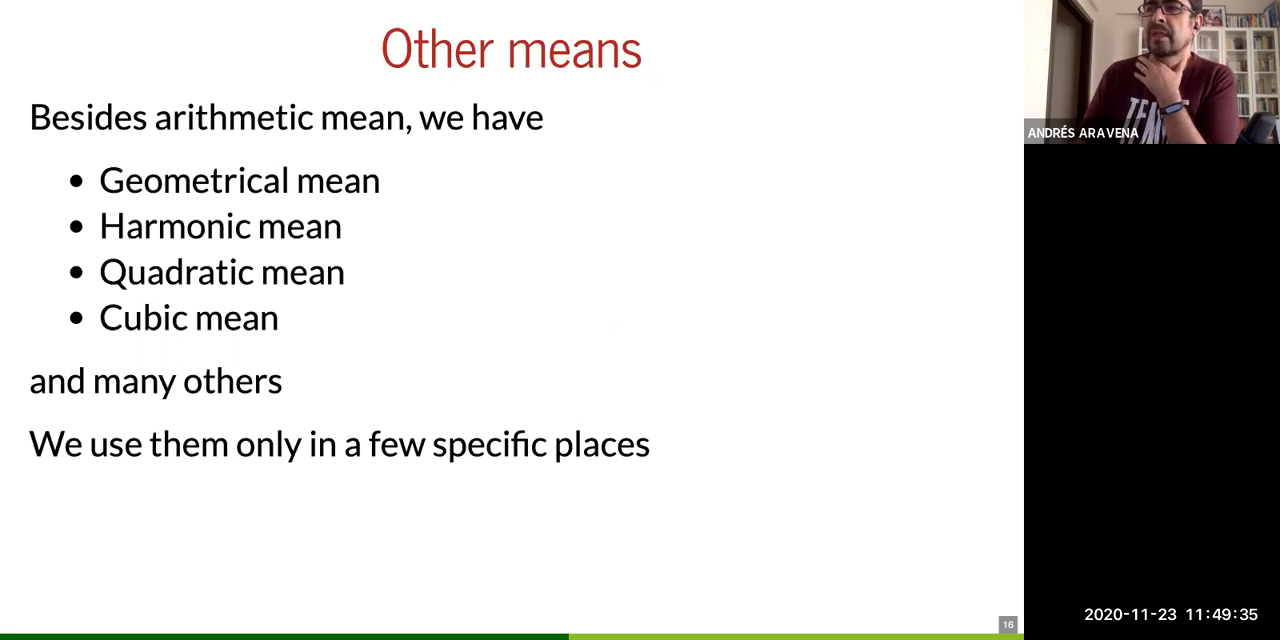 Other means
Besides arithmetic mean, we have
• Geometrical mean
• Harmonic mean
• Quadratic mean
• Cubic mean
and many others
We use them only in a few specific places
16
ANDRÉS ARAVENA
2020-11-23 11:49:35